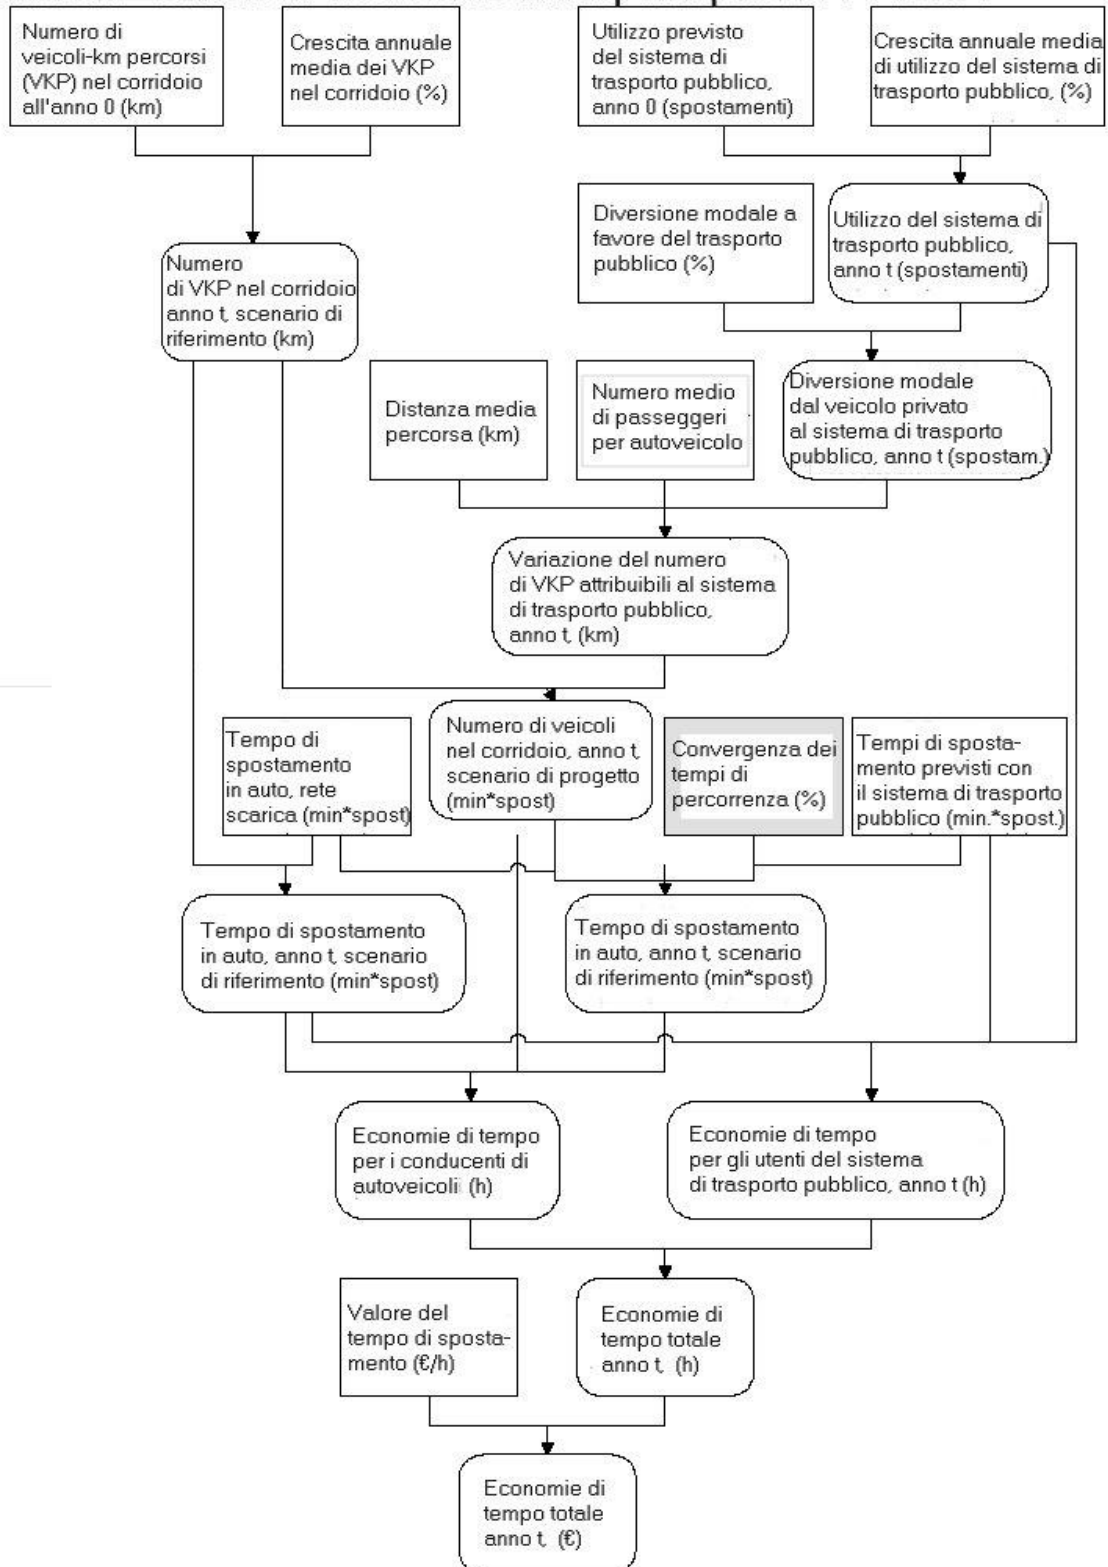 Numero di
veicoli-km percorsi
(VKP) nel corridoio
all'anno 0 (km)
Crescita annuale
media dei VKP
nel corridoio (%)
Utilizzo previsto
del sistema di
trasporto pubblico,
anno 0 (spostamenti)
Crescita annuale media
di utilizzo del sistema di
trasporto pubblico, (%)
Diversione modale a
favore del trasporto
pubblico (%)
Utilizzo del sistema di
trasporto pubblico,
anno t (spostamenti)
Numero
di VKP nel corridoio
anno t, scenario di
riferimento (km)
Distanza media
percorsa (km)
Numero medio
di passeggeri
per autoveicolo
Diversione modale
dal veicolo privato
al sistema di trasporto
pubblico, anno t (spostam.)
Variazione del numero
di VKP attribuibili al sistema
di trasporto pubblico,
anno t, (km)
Tempo di
spostamento
in auto, rete
scarica (min*spost)
Numero di veicoli
nel corridoio, anno t,
scenario di progetto
(min*spost)
Convergenza dei
tempi di
percorrenza (%)
Tempi di sposta-
mento previsti con
il sistema di trasporto
pubblico (min.*spost.)
Tempo di spostamento
in auto, anno t, scenario
di riferimento (min*spost)
Tempo di spostamento
in auto, anno t, scenario
di riferimento (min*spost)
Economie di tempo
per i conducenti di
autoveicoli (h)
Economie di tempo
per gli utenti del sistema
di trasporto pubblico, anno t (h)
Valore del
tempo di sposta-
mento (€/h)
Economie di
tempo totale
anno t, (h)
Economie di
tempo totale
anno t, (€)